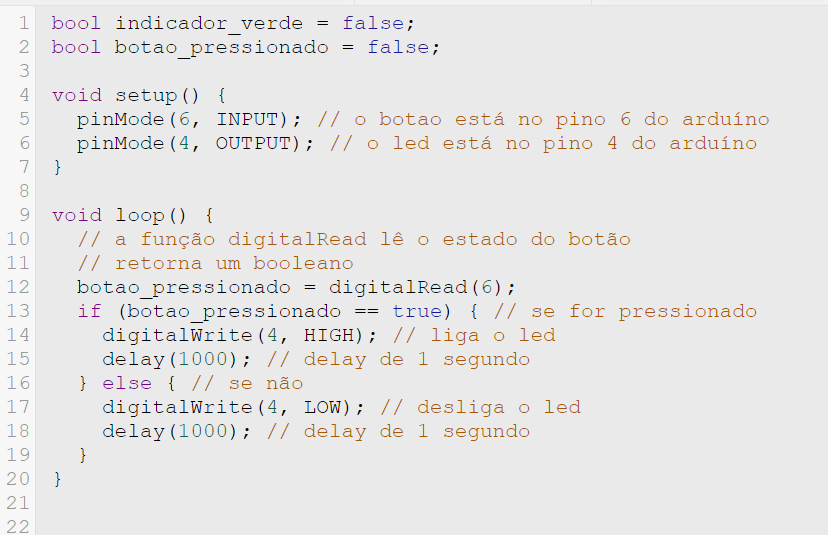 1 bool indicador_verde = false;
2 bool botao_pressionado = false;
3
4 void setup() {
5   pinMode(6, INPUT); // o botao está no pino 6 do arduíno
6   pinMode(4, OUTPUT); // o led está no pino 4 do arduíno
7 }
8
9 void loop() {
10   // a função digitalRead lê o estado do botão
11   // retorna um booleano
12   botao_pressionado = digitalRead(6);
13   if (botao_pressionado == true) { // se for pressionado
14     digitalWrite(4, HIGH); // liga o led
15     delay(1000); // delay de 1 segundo
16   } else { // se não
17     digitalWrite(4, LOW); // desliga o led
18     delay(1000); // delay de 1 segundo
19   }
20 }
21
22